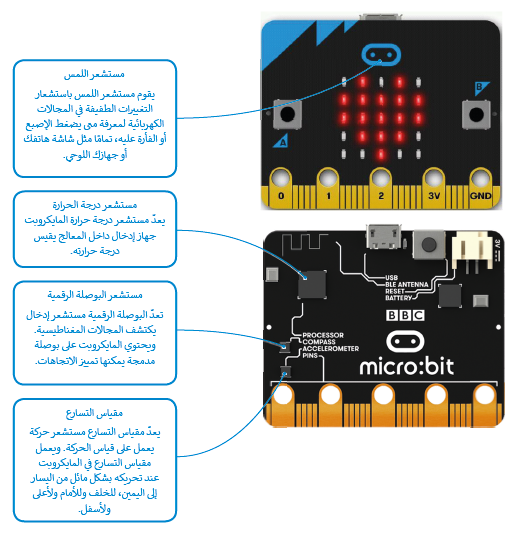 مستشعر اللمس
يقوم مستشعر اللمس باستشعار
التغييرات الطفيفة في المجالات
الكهربائية لمعرفة متى يضغط الإصبع
أو الفأرة عليه، تمامًا مثل شاشة هاتفك
أو جهازك اللوحي.
B
A
0 1 2 3V GND
مستشعر درجة الحرارة
يعدّ مستشعر درجة حرارة المايكروبت
جهاز إدخال داخل المعالج يقيس
درجة حرارته.
3V
USB
BLE ANTENNA
RESET
BATTERY
BBC
micro:bit
PROCESSOR
COMPASS
ACCELEROMETER
PINS
مستشعر البوصلة الرقمية
تعدّ البوصلة الرقمية مستشعر إدخال
يكتشف المجالات المغناطيسية.
ويحتوي المايكروبت على بوصلة
مدمجة يمكنها تمييز الاتجاهات.
مقياس التسارع
يعدّ مقياس التسارع مستشعر حركة
يعمل على قياس الحركة. ويعمل
مقياس التسارع في المايكروبت
عند تحريكه بشكل مائل من اليسار
إلى اليمين، للخلف وللأمام ولأعلى
ولأسفل.